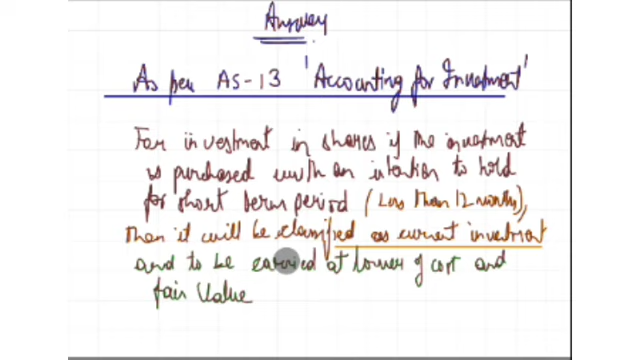 Answer
As per AS-13 'Accounting for Investment'
For investment in shares if the investment
is purchased with an intention to hold
for short term period (Less than 12 months),
then it will be classified as current investment
and to be carried at lower of cost and
fair value